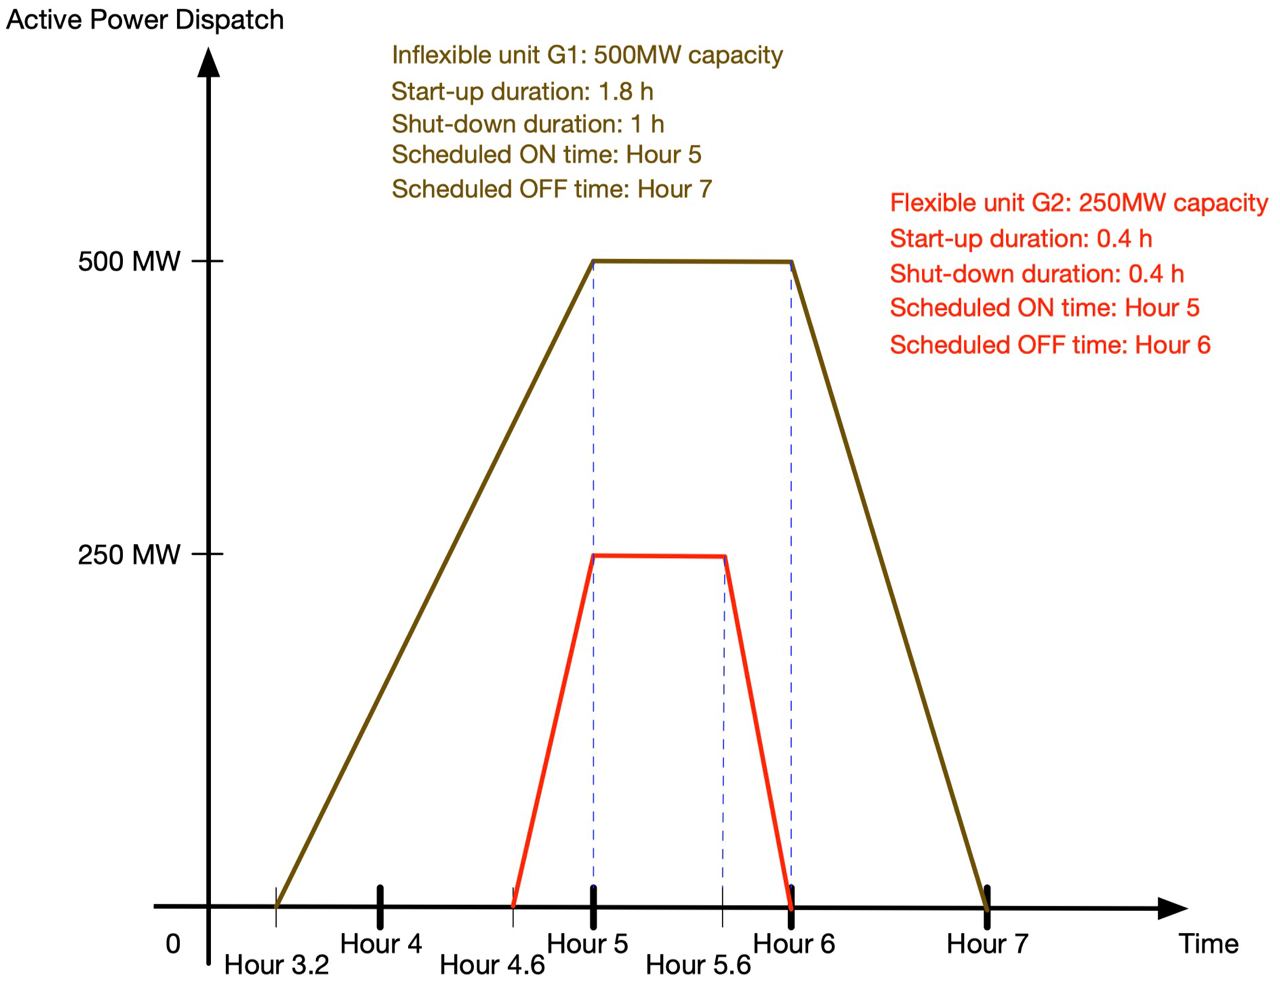 Active Power Dispatch
Inflexible unit G1: 500MW capacity
Start-up duration: 1.8 h
Shut-down duration: 1 h
Scheduled ON time: Hour 5
Scheduled OFF time: Hour 7
Flexible unit G2: 250MW capacity
Start-up duration: 0.4 h
Shut-down duration: 0.4 h
Scheduled ON time: Hour 5
Scheduled OFF time: Hour 6
500 MW
250 MW
0
Hour 3.2
Hour 4
Hour 4.6
Hour 5
Hour 5.6
Hour 6
Hour 7
Time